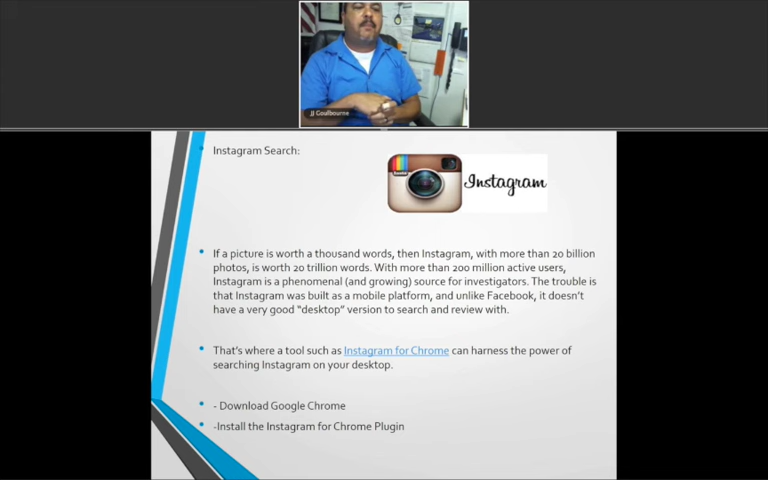 JJ Coulbourne
Instagram Search:
Instagram
If a picture is worth a thousand words, then Instagram, with more than 20 billion
photos, is worth 20 trillion words. With more than 200 million active users,
Instagram is a phenomenal (and growing) source for investigators. The trouble is
is that Instagram was built as a mobile platform, and unlike Facebook, it doesn't
have a very good "desktop" version to search and review with.
That's where a tool such as Instagram for Chrome can harness the power of
searching Instagram on your desktop.
- Download Google Chrome
-Install the Instagram for Chrome Plugin